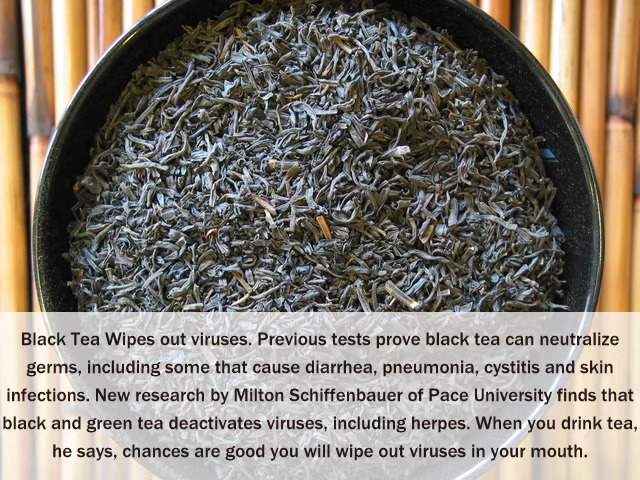 Black Tea Wipes out viruses. Previous tests prove black tea can neutralize
germs, including some that cause diarrhea, pneumonia, cystitis and skin
infections. New research by Milton Schiffenbauer of Pace University finds that
black and green tea deactivates viruses, including herpes. When you drink tea,
he says, chances are good you will wipe out viruses in your mouth.